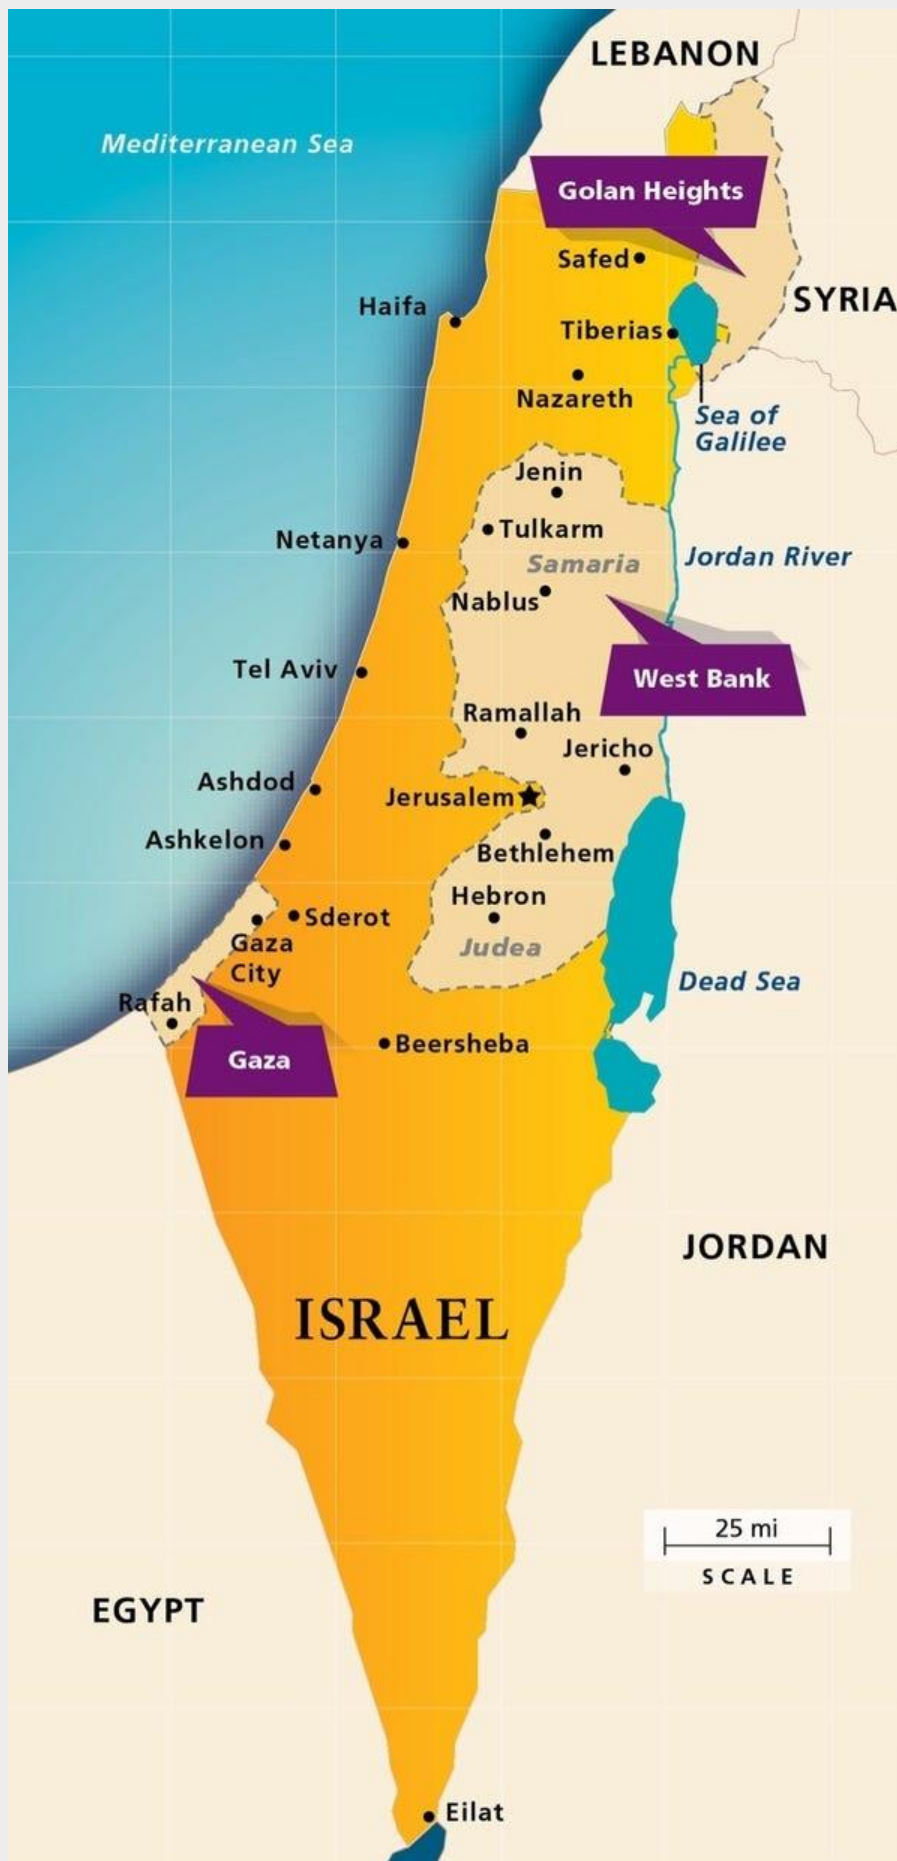 LEBANON
Mediterranean Sea
Golan Heights
Safed
SYRIA
Haifa
Tiberias
Nazareth
Sea of
Galilee
Jenin
Tulkarm
Netanya
Samaria
Jordan River
Nablus
Tel Aviv
West Bank
Ramallah
Jericho
Ashdod
Jerusalem
Ashkelon
Bethlehem
Hebron
Sderot
Gaza
City
Judea
Dead Sea
Rafah
Beersheba
Gaza
JORDAN
ISRAEL
25 mi
SCALE
EGYPT
Eilat